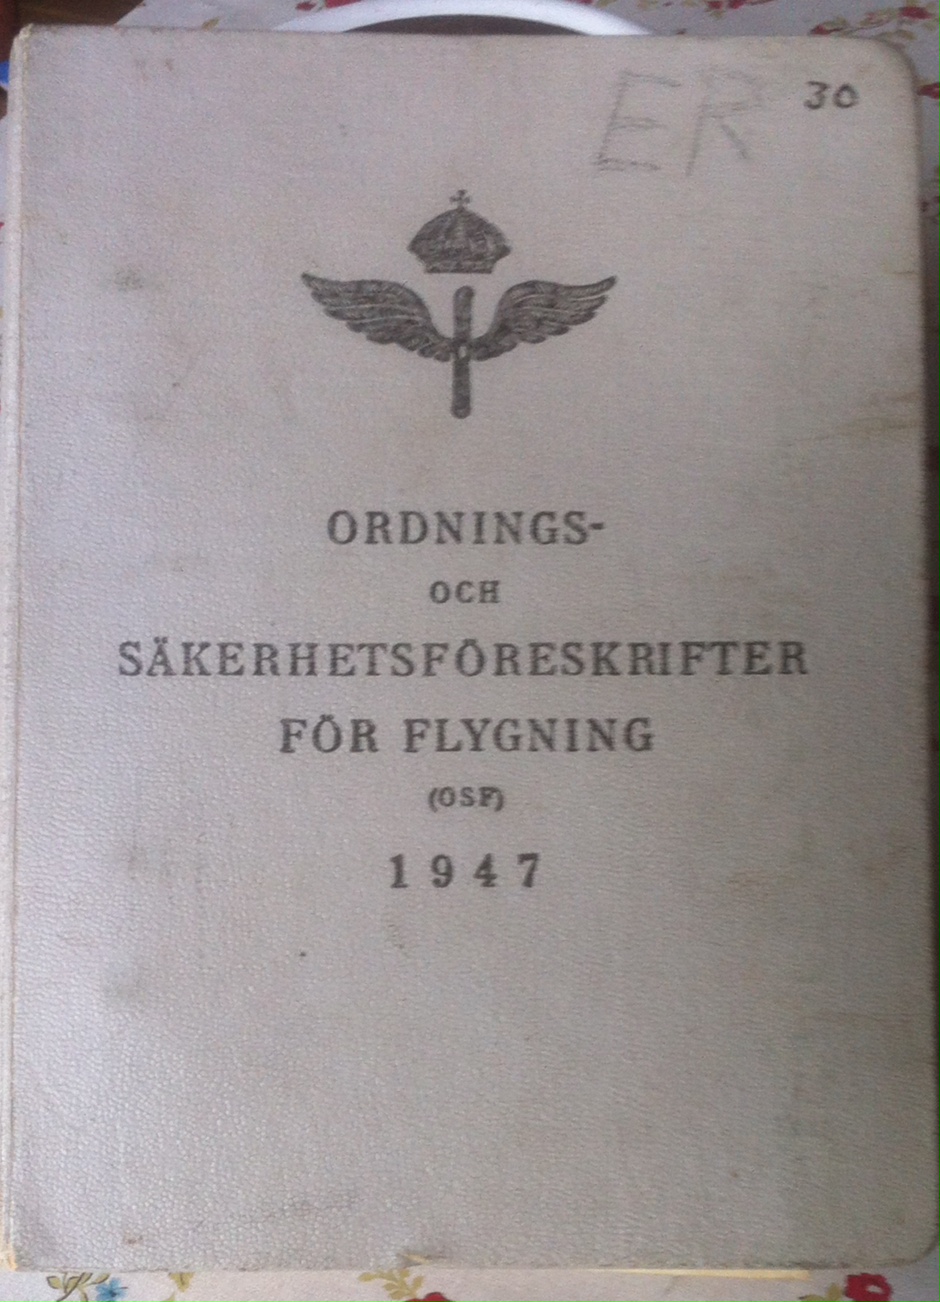 ER
30
ORDNINGS-
OCH
SÄKERHETSFÖRESKRIFTER
FÖR FLYGNING
(OSF)
1947